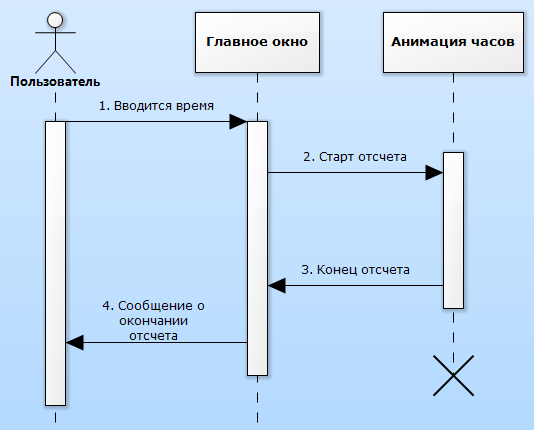 Главное окно
Анимация часов
Пользователь
1. Вводится время
2. Старт отсчета
3. Конец отсчета
4. Сообщение о
окончании
отсчета